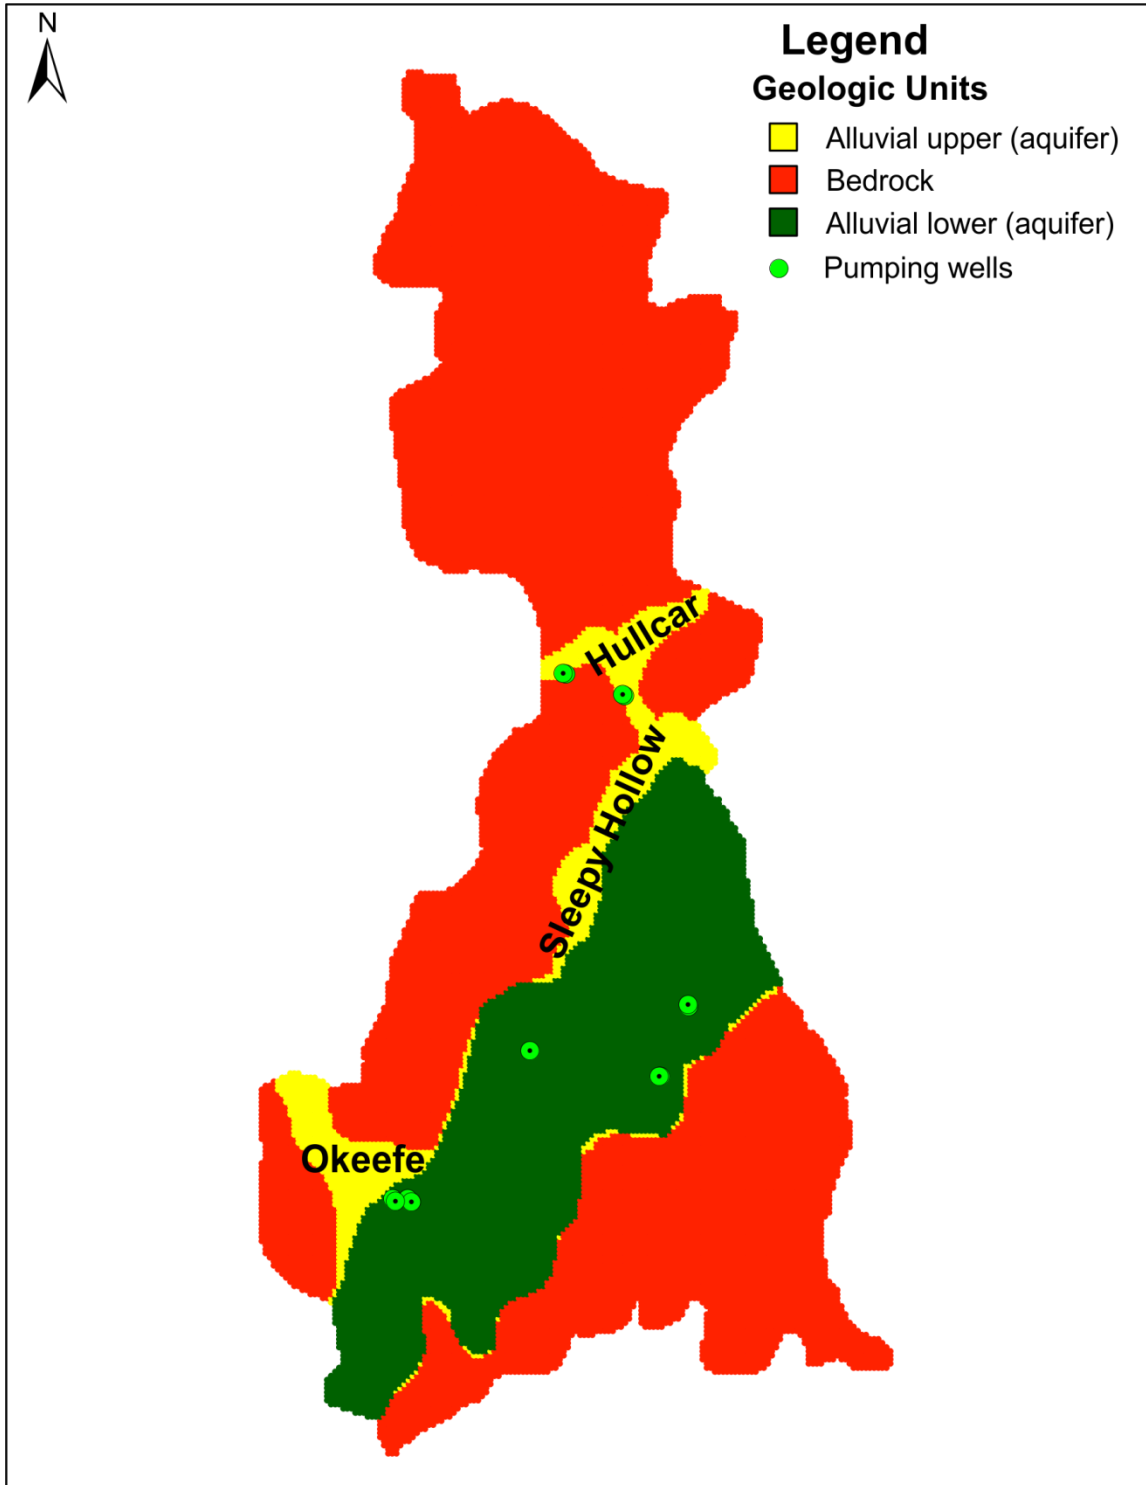 N
Legend
Geologic Units
Alluvial upper (aquifer)
Bedrock
Alluvial lower (aquifer)
Pumping wells
Hullcar
Sleepy Hollow
Okeefe